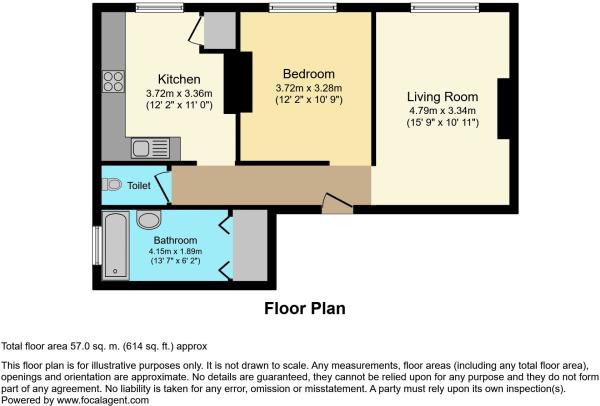 Kitchen
3.72m x 3.36m
(12' 2" x 11' 0")
Bedroom
3.72m x 3.28m
(12' 2" x 10' 9")
Living Room
4.79m x 3.34m
(15' 9" x 10' 11")
Toilet
Bathroom
4.15m x 1.89m
(13' 7" x 6' 2")
Floor Plan
Total floor area 57.0 sq. m. (614 sq. ft.) approx
This floor plan is for illustrative purposes only. It is not drawn to scale. Any measurements, floor areas (including any total floor area),
openings and orientation are approximate. No details are guaranteed, they cannot be relied upon for any purpose and they do not form
part of any agreement. No liability is taken for any error, omission or misstatement. A party must rely upon its own inspection(s).
Powered by www.focalagent.com